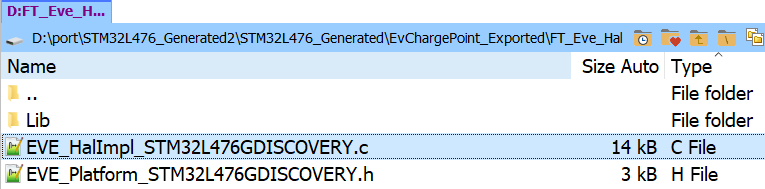 D:FT_Eve_H...
D:\port\STM32L476_Generated2\STM32L476_Generated\EvChargePoint_Exported\FT_Eve_Hal
Name Size Auto Type
.. File folder
Lib File folder
EVE_HalImpl_STM32L476GDISCOVERY.c 14 kB C File
EVE_Platform_STM32L476GDISCOVERY.h 3 kB H File